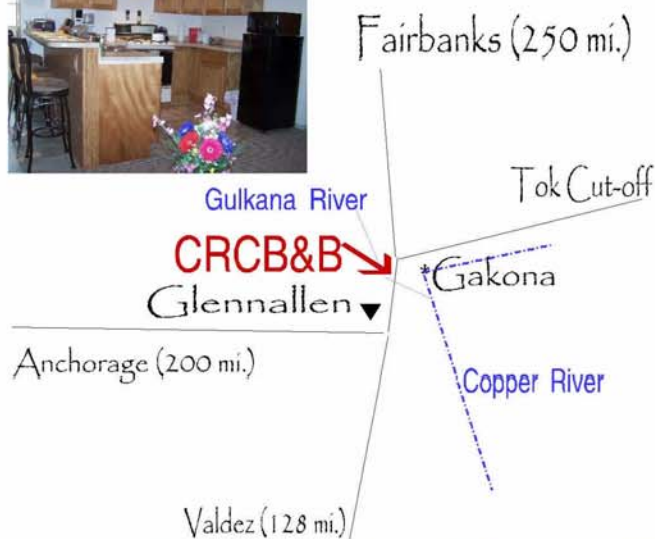 Fairbanks (250 mi.)
Tok Cut-off
Gulkana River
CRCB&B
*Gakona
Glennallen
Anchorage (200 mi.)
Copper River
Valdez (128 mi.)